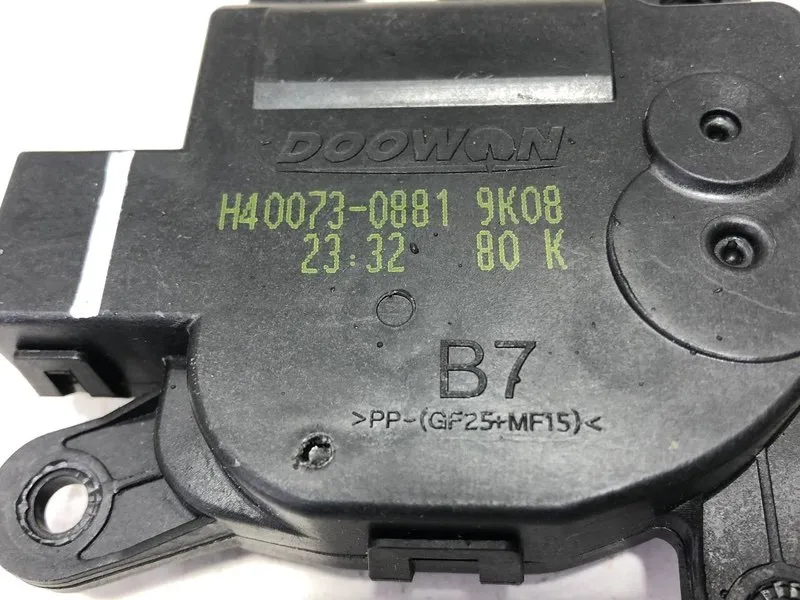 DOOWON
H40073-0881 9K08
23:32 80 K
B7
>PP-(GF25+MF15)<